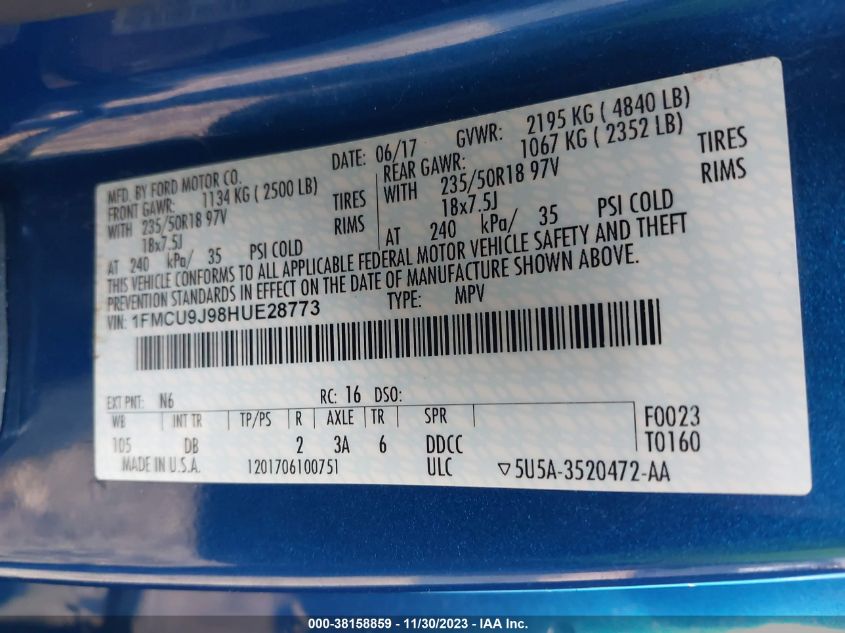 MFD. BY FORD MOTOR CO. DATE: 06/17 GVWR: 2195 KG ( 4840 LB)
FRONT GAWR: 1134 KG ( 2500 LB) REAR GAWR: 1067 KG ( 2352 LB)
WITH 235/50R18 97V TIRES WITH 235/50R18 97V TIRES
18x7.5J RIMS 18x7.5J RIMS
AT 240 kPa/ 35 PSI COLD AT 240 kPa/ 35 PSI COLD
THIS VEHICLE CONFORMS TO ALL APPLICABLE FEDERAL MOTOR VEHICLE SAFETY AND THEFT
PREVENTION STANDARDS IN EFFECT ON THE DATE OF MANUFACTURE SHOWN ABOVE.
VIN: 1FMCU9J98HUE28773 TYPE: MPV
EXT PNT: N6 RC: 16 DSO:
WB INT TR TP/PS R AXLE TR SPR F0023
105 DB 2 3A 6 DDCC T0160
MADE IN U.S.A. 1201706100751 ULC ▽5U5A-3520472-AA
000-38158859 - 11/30/2023 - IAA Inc.